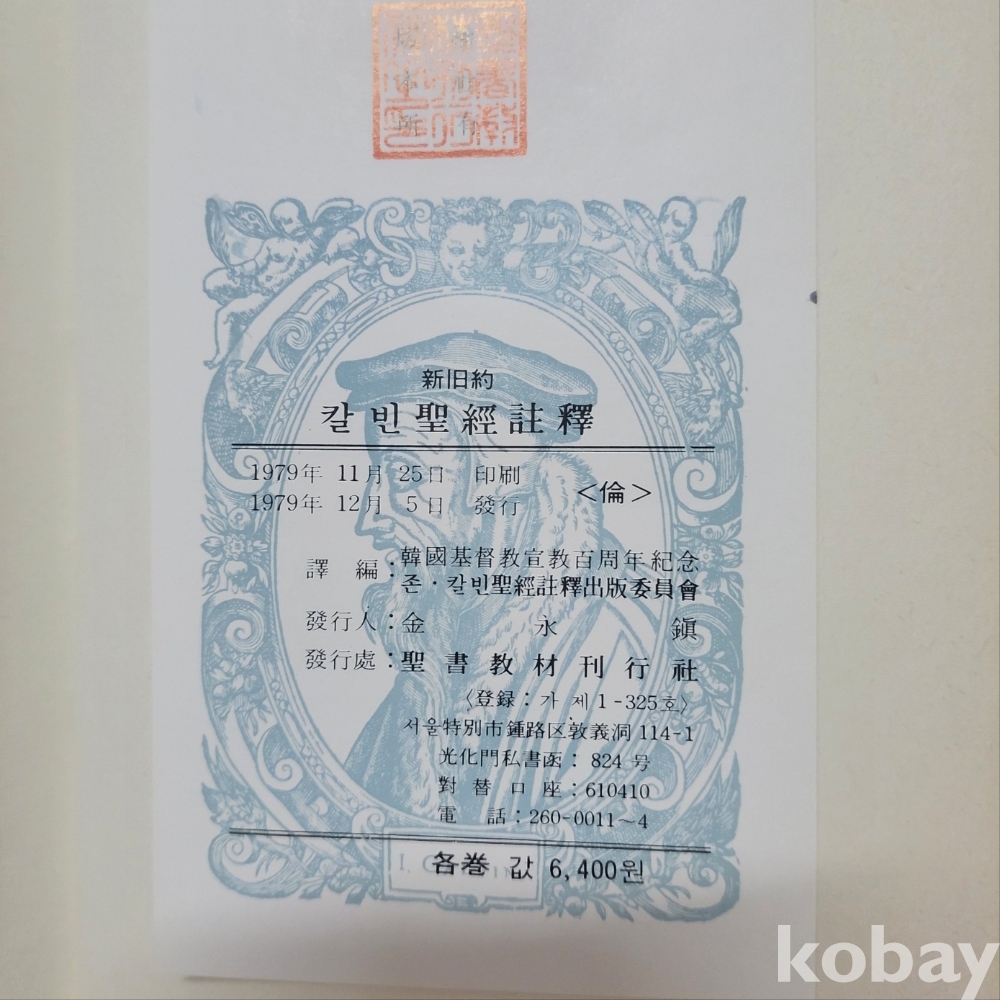 新旧約
칼빈聖經註釋
1979年 11月 25日 印刷
1979年 12月 5日 發行
<倫>
譯 編: 韓國基督教宣教百周年紀念
존 · 칼빈聖經註釋出版委員會
發行人: 金 永 鎭
發行處: 聖書教材刊行社
〈登録: 가 제 1-325호〉
서울特別市鍾路区敦義洞 114-1
光化門私書函: 824 号
對 替 口 座: 610410
電 話: 260-0011~4
各巻 값 6,400원
kobay